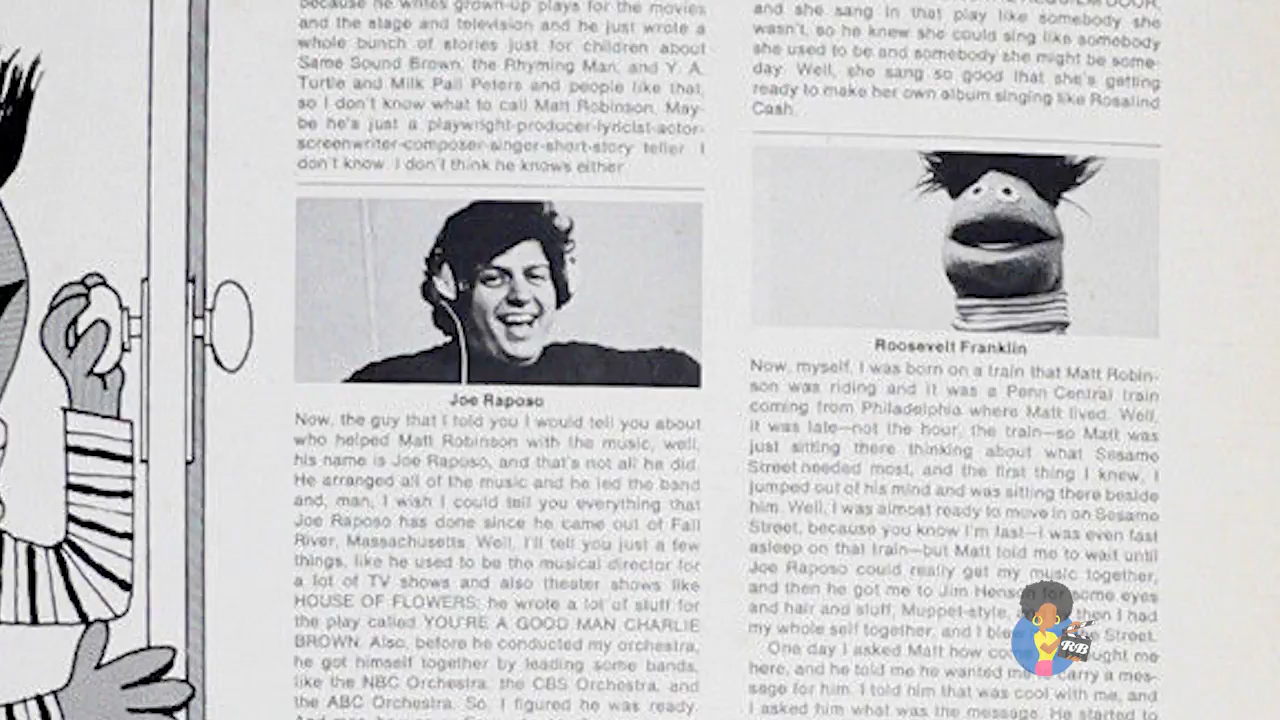 because he writes grown-up plays for the movies
and the stage and television and he just wrote a
whole bunch of stories just for children about
Same Sound Brown, the Rhyming Man, and Y. A.
Turtle and Milk Pail Peters and people like that,
so I don't know what to call Matt Robinson. May-
be he's just a playwright-producer-lyricist-actor-
screenwriter-composer-singer-short-story teller. I
don't know. I don't think he knows either.
Joe Raposo
Now, the guy that I told you I would tell you about
who helped Matt Robinson with the music, well,
his name is Joe Raposo, and that's not all he did.
He arranged all of the music and he led the band
and, man, I wish I could tell you everything that
Joe Raposo has done since he came out of Fall
River, Massachusetts. Well, I'll tell you just a few
things, like he used to be the musical director for
a lot of TV shows and also theater shows like
HOUSE OF FLOWERS; he wrote a lot of stuff for
the play called YOU'RE A GOOD MAN CHARLIE
BROWN. Also, before he conducted my orchestra,
he got himself together by leading some bands,
like the NBC Orchestra, the CBS Orchestra, and
the ABC Orchestra. So, I figured he was ready.
and she sang in that play like somebody she
wasn't, so he knew she could sing like somebody
she used to be and somebody she might be some-
day. Well, she sang so good that she's getting
ready to make her own album singing like Rosalind
Cash.
Roosevelt Franklin
Now, myself, I was born on a train that Matt Robin-
son was riding and it was a Penn Central train
coming from Philadelphia where Matt lived. Well,
it was late—not the hour, the train—so Matt was
just sitting there thinking about what Sesame
Street needed most, and the first thing I knew, I
jumped out of his mind and was sitting there beside
him. Well, I was almost ready to move in on Sesame
Street, because you know I'm fast—I was even fast
asleep on that train—but Matt told me to wait until
Joe Raposo could really get my music together,
and then he got me to Jim Henson for some eyes
and hair and stuff, Muppet-style, then I had
my whole self together, and I blew Street.
One day I asked Matt how ought me
here, and he told me he wanted me to carry a mes-
sage for him. I told him that was cool with me, and
I asked him what was the message. He started to
RB